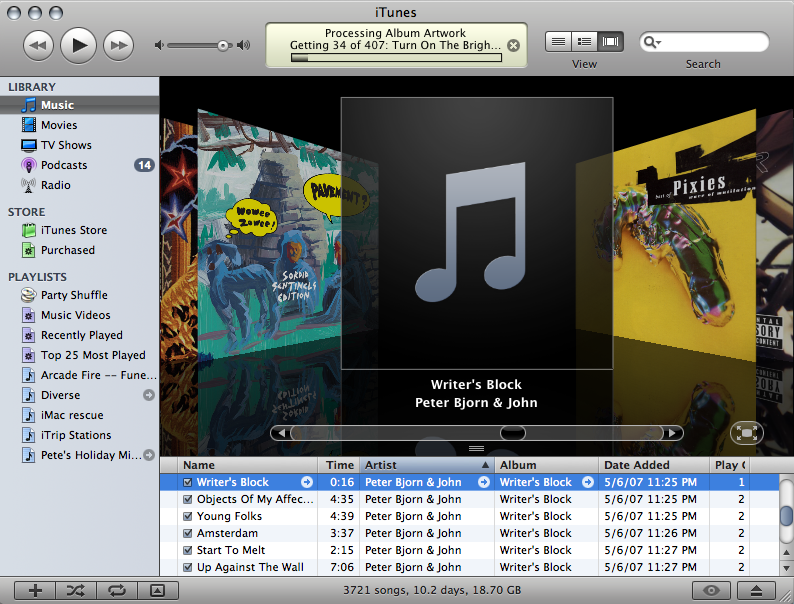 iTunes
Processing Album Artwork
Getting 34 of 407: Turn On The Brigh...
View
Search
LIBRARY
Music
Movies
TV Shows
Podcasts 14
Radio
STORE
iTunes Store
Purchased
PLAYLISTS
Party Shuffle
Music Videos
Recently Played
Top 25 Most Played
Arcade Fire -- Fune...
Diverse
iMac rescue
iTrip Stations
Pete's Holiday Mi...
Wowee Zowee!
PAVEMENT?
SORDID
SENTINELS
EDITION
best of Pixies
wave of mutilation
Writer's Block
Peter Bjorn & John
Name Time Artist Album Date Added Play
Writer's Block 0:16 Peter Bjorn & John Writer's Block 5/6/07 11:25 PM 1
Objects Of My Affec... 4:35 Peter Bjorn & John Writer's Block 5/6/07 11:25 PM 2
Young Folks 4:39 Peter Bjorn & John Writer's Block 5/6/07 11:25 PM 2
Amsterdam 3:37 Peter Bjorn & John Writer's Block 5/6/07 11:26 PM 2
Start To Melt 2:15 Peter Bjorn & John Writer's Block 5/6/07 11:27 PM 2
Up Against The Wall 7:06 Peter Bjorn & John Writer's Block 5/6/07 11:27 PM 2
3721 songs, 10.2 days, 18.70 GB